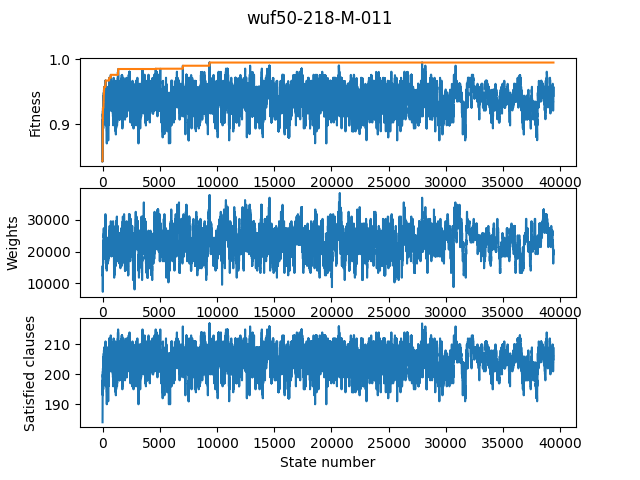 wuf50-218-M-011
1.0
0.9
Fitness
0 5000 10000 15000 20000 25000 30000 35000 40000
30000
20000
10000
Weights
0 5000 10000 15000 20000 25000 30000 35000 40000
210
200
190
Satisfied clauses
0 5000 10000 15000 20000 25000 30000 35000 40000
State number